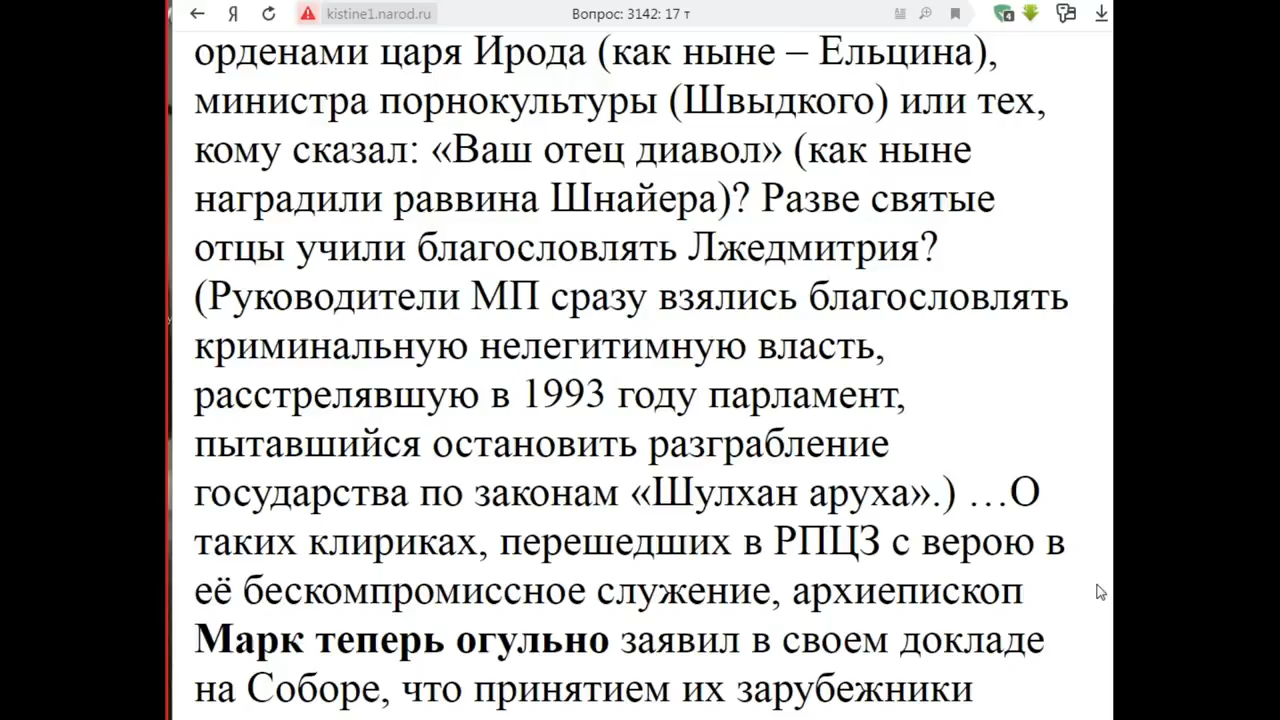 Я kistine1.narod.ru Вопрос: 3142: 17 т
орденами царя Ирода (как ныне – Ельцина),
министра порнокультуры (Швыдкого) или тех,
кому сказал: «Ваш отец диавол» (как ныне
наградили раввина Шнайера)? Разве святые
отцы учили благословлять Лжедмитрия?
(Руководители МП сразу взялись благословлять
криминальную нелегитимную власть,
расстрелявшую в 1993 году парламент,
пытавшийся остановить разграбление
государства по законам «Шулхан аруха».) …О
таких клириках, перешедших в РПЦЗ с верою в
её бескомпромиссное служение, архиепископ
Марк теперь огульно заявил в своем докладе
на Соборе, что принятием их зарубежники